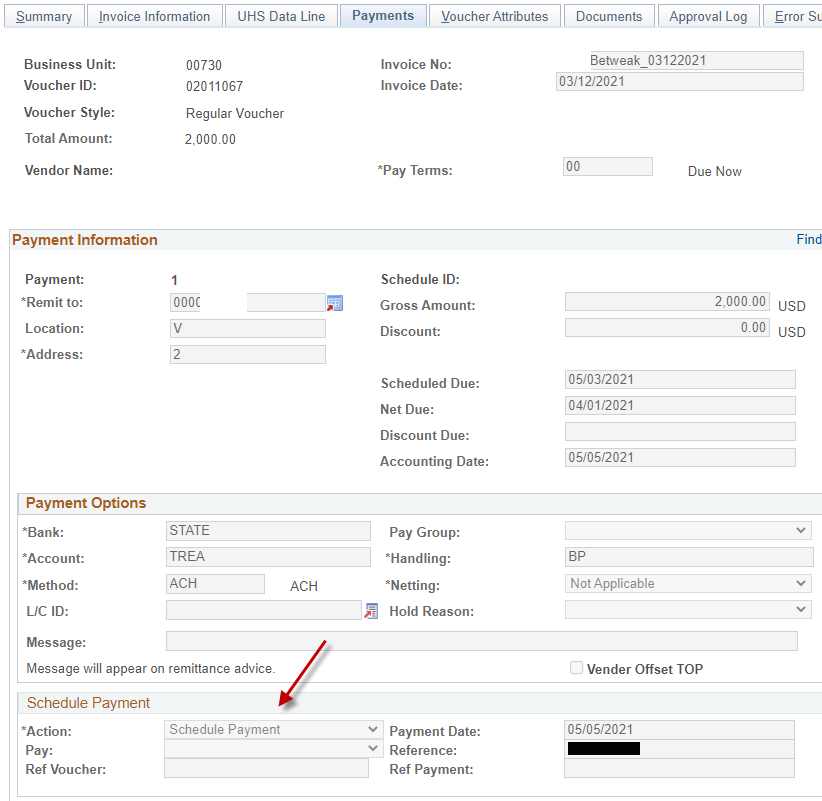 Summary Invoice Information UHS Data Line Payments Voucher Attributes Documents Approval Log Error Su
Business Unit: 00730 Invoice No: Betweak_03122021
Voucher ID: 02011067 Invoice Date: 03/12/2021
Voucher Style: Regular Voucher
Total Amount: 2,000.00
Vendor Name: *Pay Terms: 00 Due Now
Payment Information Find
Payment: 1 Schedule ID:
*Remit to: 0000 Gross Amount: 2,000.00 USD
Location: V Discount: 0.00 USD
*Address: 2
Scheduled Due: 05/03/2021
Net Due: 04/01/2021
Discount Due:
Accounting Date: 05/05/2021
Payment Options
*Bank: STATE Pay Group:
*Account: TREA *Handling: BP
*Method: ACH ACH *Netting: Not Applicable
L/C ID: Hold Reason:
Message:
Message will appear on remittance advice. Vender Offset TOP
Schedule Payment
*Action: Schedule Payment Payment Date: 05/05/2021
Pay: Reference:
Ref Voucher: Ref Payment: